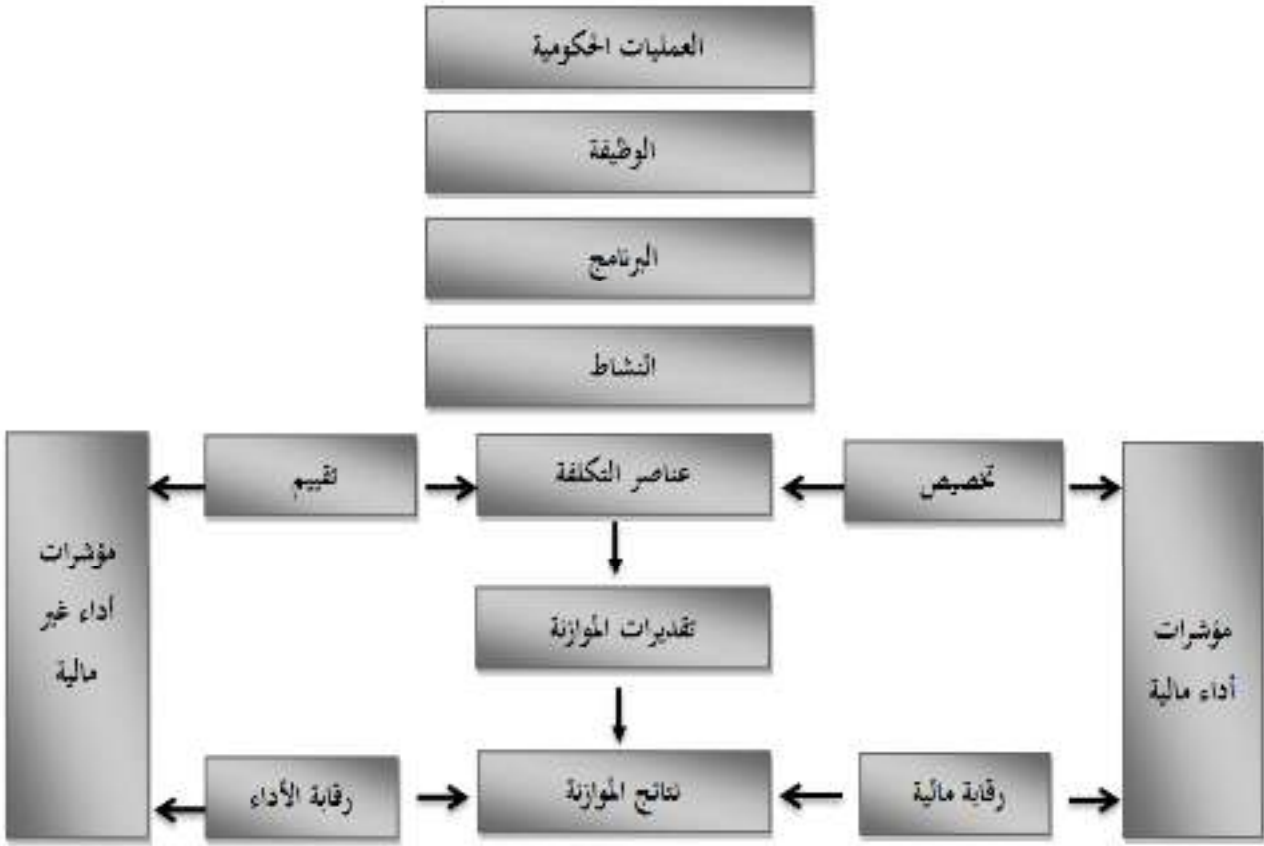 العمليات الحكومية
الوظيفة
البرنامج
النشاط
تخصيص
عناصر التكلفة
تقييم
مؤشرات
أداء مالية
تقديرات الموازنة
مؤشرات
أداء غير
مالية
رقابة مالية
نتائج الموازنة
رقابة الأداء